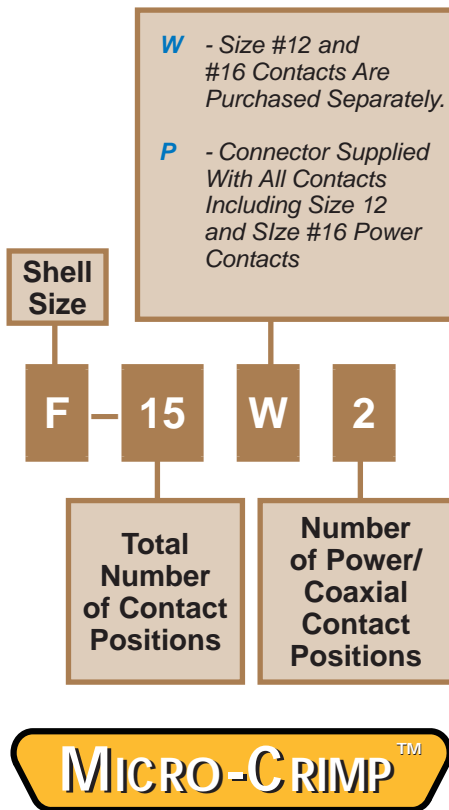 W - Size #12 and
#16 Contacts Are
Purchased Separately.
P - Connector Supplied
With All Contacts
Including Size 12
and SIze #16 Power
Contacts
Shell
Size
F – 15 W 2
Total
Number
of Contact
Positions
Number
of Power/
Coaxial
Contact
Positions
MICRO-CRIMP™